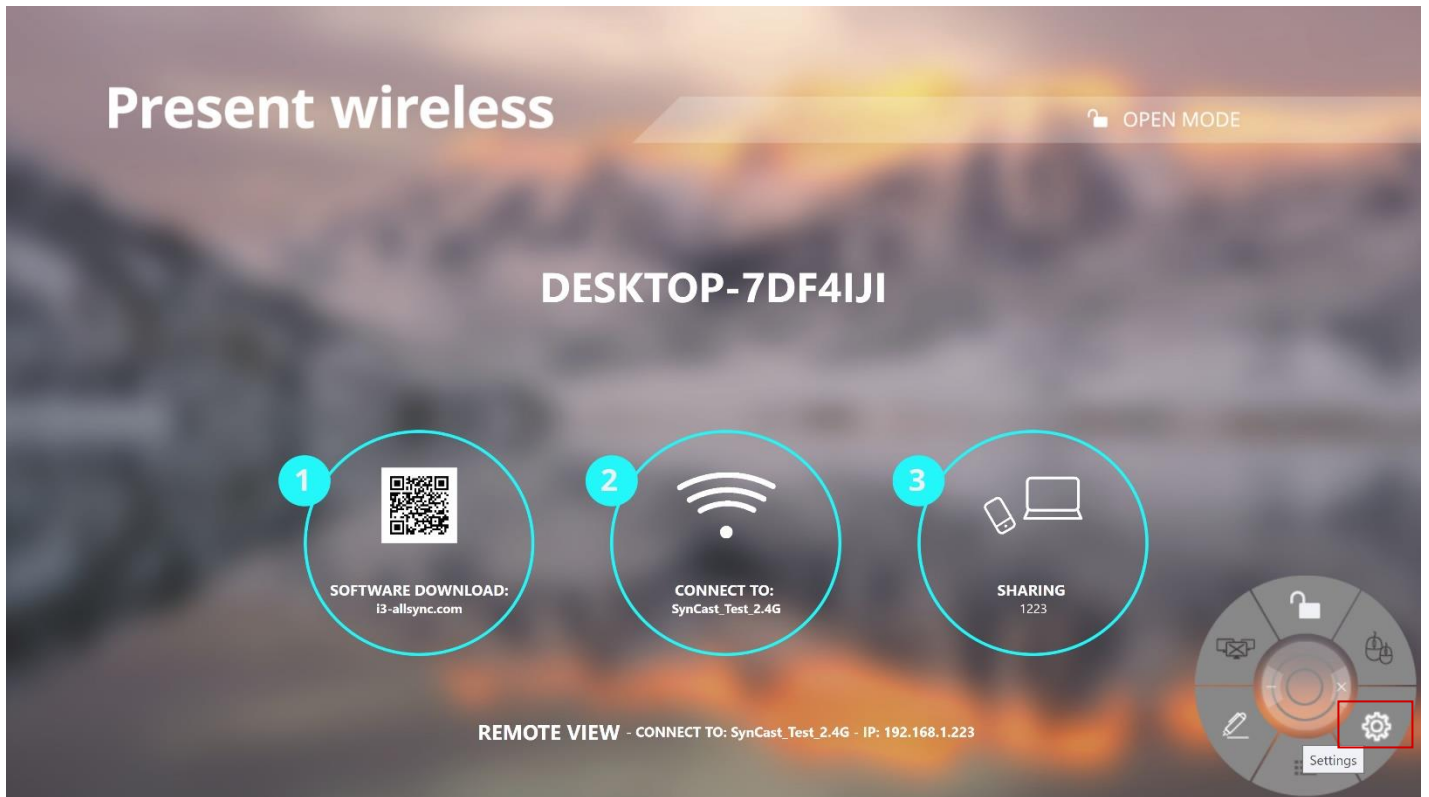 Present wireless
OPEN MODE
DESKTOP-7DF4IJI
1
2
3
SOFTWARE DOWNLOAD:
i3-allsync.com
CONNECT TO:
SynCast_Test_2.4G
SHARING
1223
REMOTE VIEW - CONNECT TO: SynCast_Test_2.4G - IP: 192.168.1.223
Settings